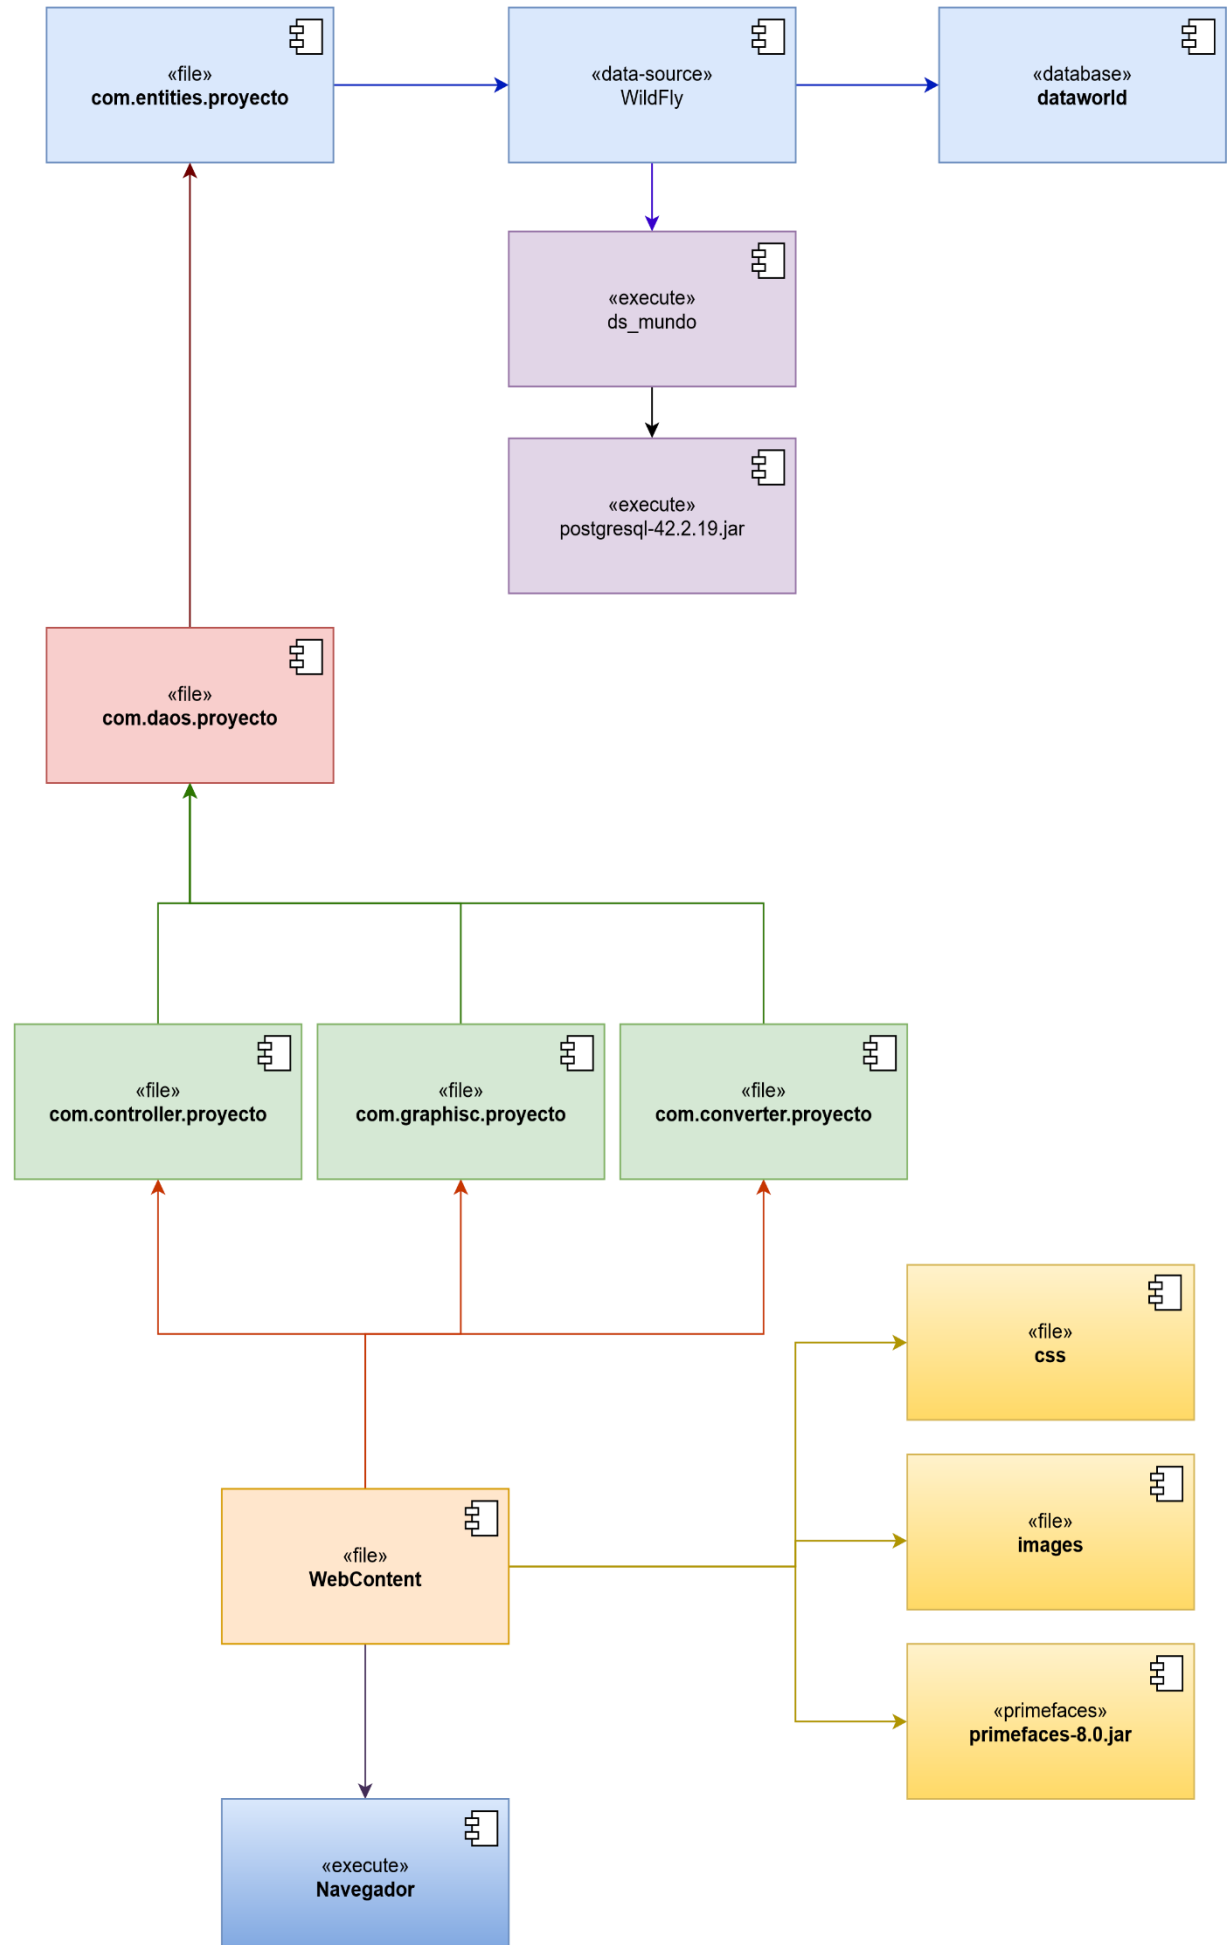 «file»
com.entities.proyecto
«data-source»
WildFly
«database»
dataworld
«execute»
ds_mundo
«execute»
postgresql-42.2.19.jar
«file»
com.daos.proyecto
«file»
com.controller.proyecto
«file»
com.graphisc.proyecto
«file»
com.converter.proyecto
«file»
css
«file»
images
«file»
WebContent
«primefaces»
primefaces-8.0.jar
«execute»
Navegador